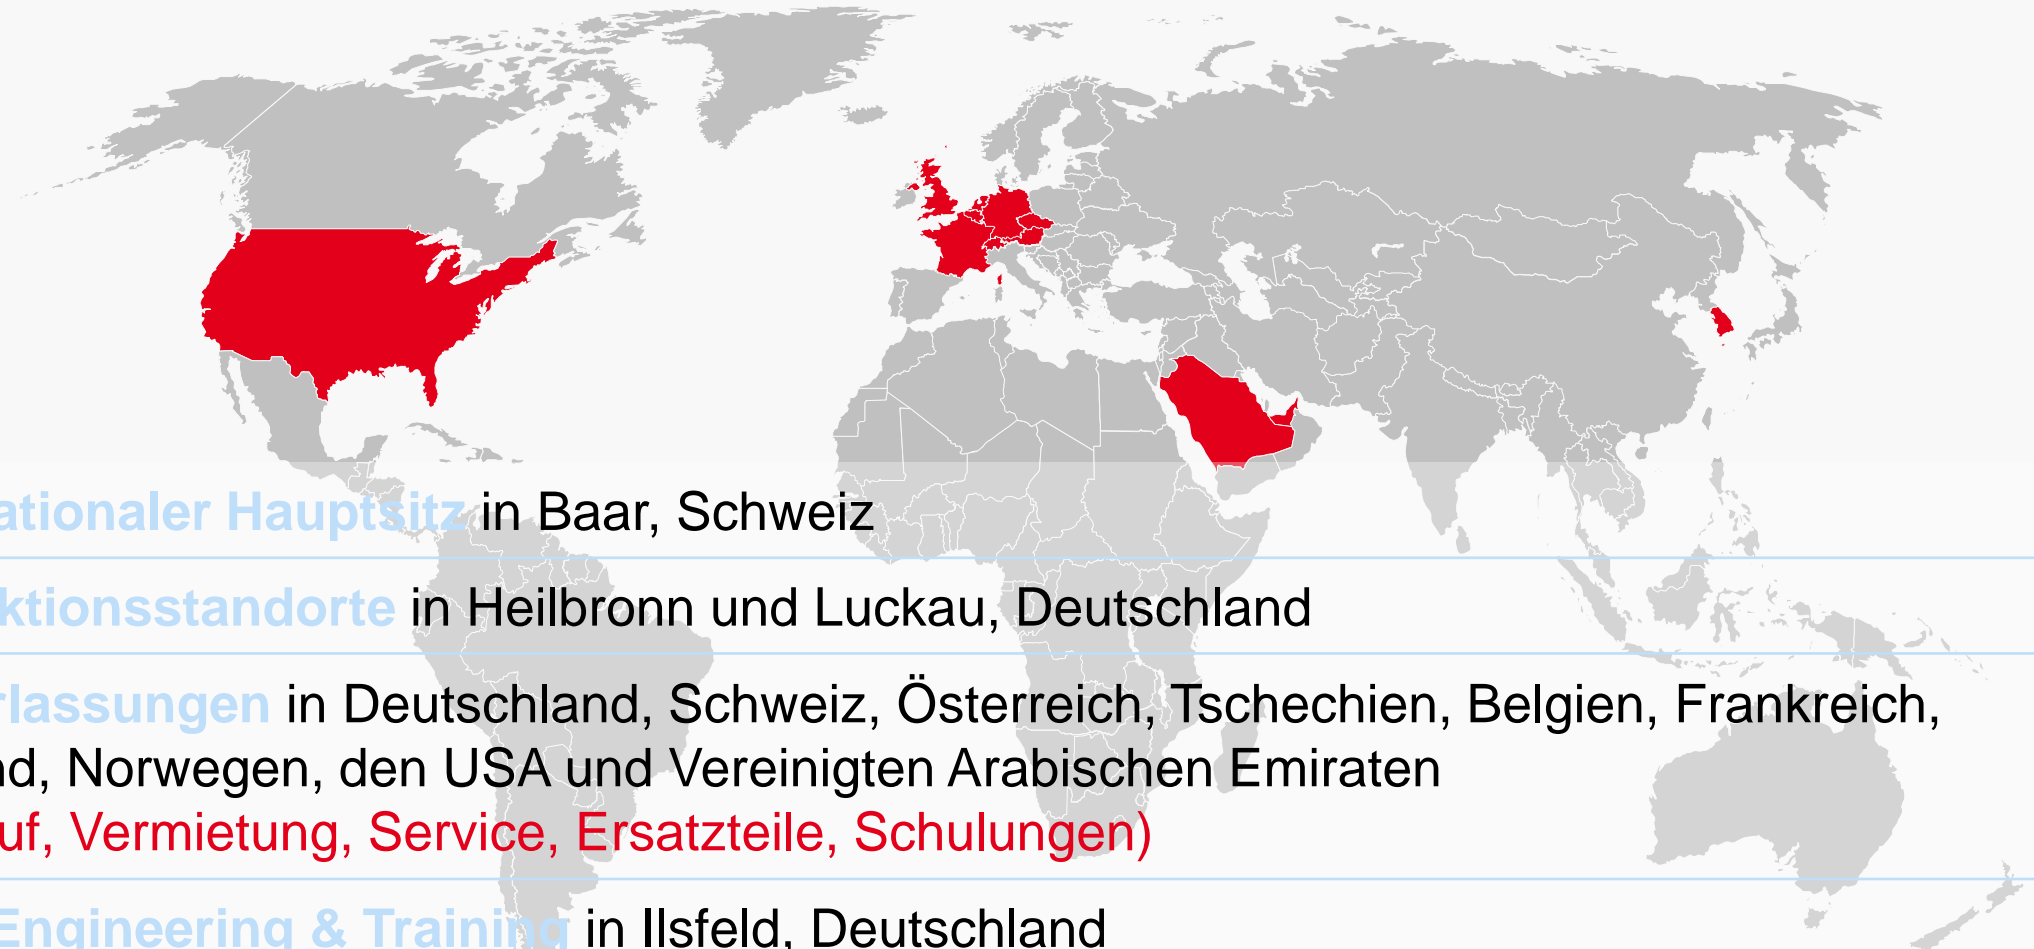 ationaler Hauptsitz in Baar, Schweiz
ktionsstandorte in Heilbronn und Luckau, Deutschland
rlassungen in Deutschland, Schweiz, Österreich, Tschechien, Belgien, Frankreich,
nd, Norwegen, den USA und Vereinigten Arabischen Emiraten
uf, Vermietung, Service, Ersatzteile, Schulungen)
Engineering & Training in Ilsfeld, Deutschland